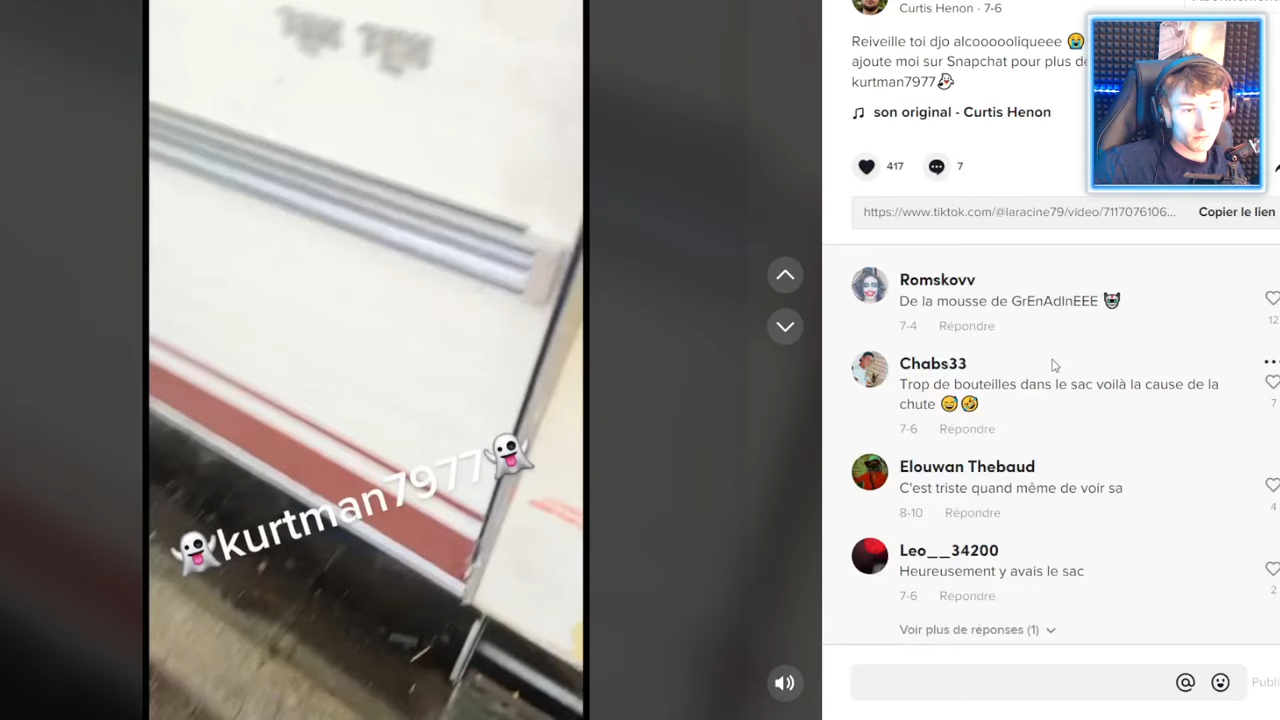 👻kurtman7977👻
Curtis Henon · 7-6
Reiveille toi djo alcooooliqueee 😭
ajoute moi sur Snapchat pour plus de
kurtman7977👻
son original - Curtis Henon
417
7
https://www.tiktok.com/@laracine79/video/7117076106...
Copier le lien
Romskovv
De la mousse de GrEnAdInEEE 🤡
12
7-4 Répondre
Chabs33
Trop de bouteilles dans le sac voilà la cause de la
chute 😅🤣
7
7-6 Répondre
Elouwan Thebaud
C'est triste quand même de voir sa
4
8-10 Répondre
Leo__34200
Heureusement y avais le sac
2
7-6 Répondre
Voir plus de réponses (1)
@
Publi